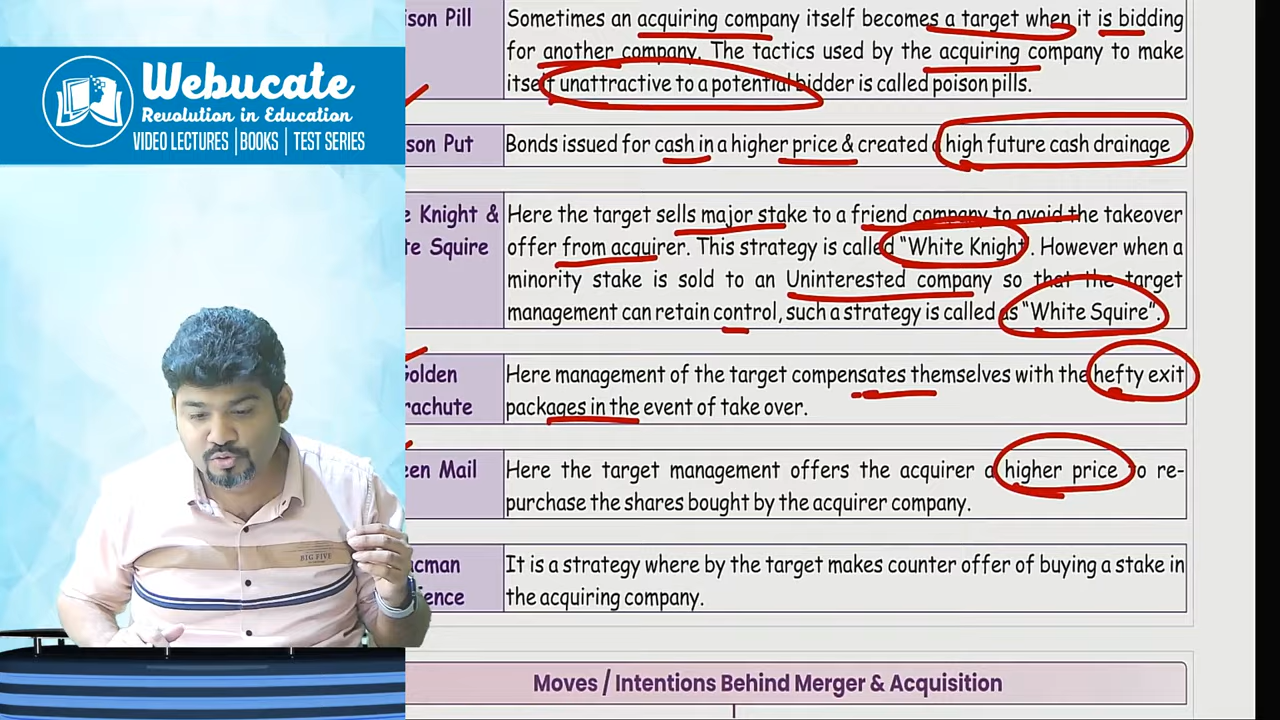 Webucate
Revolution in Education
VIDEO LECTURES | BOOKS | TEST SERIES
BIG FIVE
ison Pill
Sometimes an acquiring company itself becomes a target when it is bidding
for another company. The tactics used by the acquiring company to make
itself unattractive to a potential bidder is called poison pills.
son Put
Bonds issued for cash in a higher price & created high future cash drainage
e Knight &
te Squire
Here the target sells major stake to a friend company to avoid the takeover
offer from acquirer. This strategy is called “White Knight”. However when a
minority stake is sold to an Uninterested company so that the target
management can retain control, such a strategy is called as “White Squire”.
Golden
rachute
Here management of the target compensates themselves with the hefty exit
packages in the event of take over.
een Mail
Here the target management offers the acquirer a higher price to re-
purchase the shares bought by the acquirer company.
acman
ence
It is a strategy where by the target makes counter offer of buying a stake in
the acquiring company.
Moves / Intentions Behind Merger & Acquisition